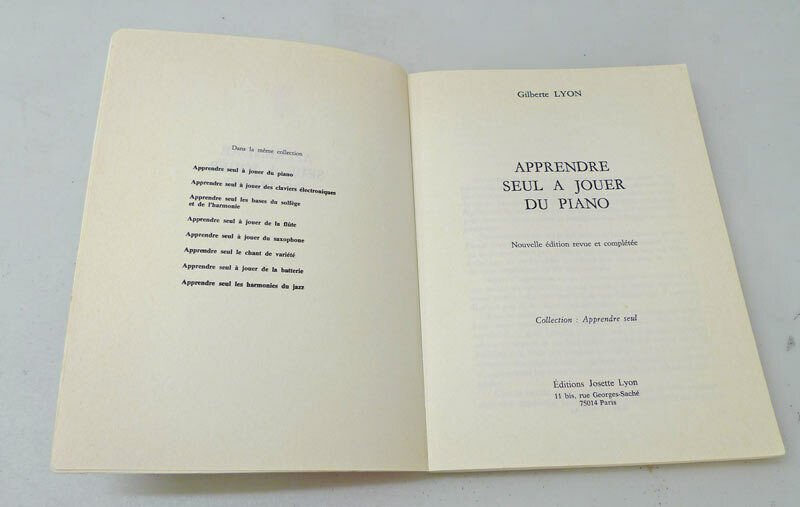 Dans la même collection
Apprendre seul à jouer du piano
Apprendre seul à jouer des claviers électroniques
Apprendre seul les bases du solfège
et de l'harmonie
Apprendre seul à jouer de la flûte
Apprendre seul à jouer du saxophone
Apprendre seul le chant de variété
Apprendre seul à jouer de la batterie
Apprendre seul les harmonies du jazz
Gilberte LYON
APPRENDRE
SEUL A JOUER
DU PIANO
Nouvelle édition revue et complétée
Collection : Apprendre seul
Éditions Josette Lyon
11 bis, rue Georges-Saché
75014 Paris